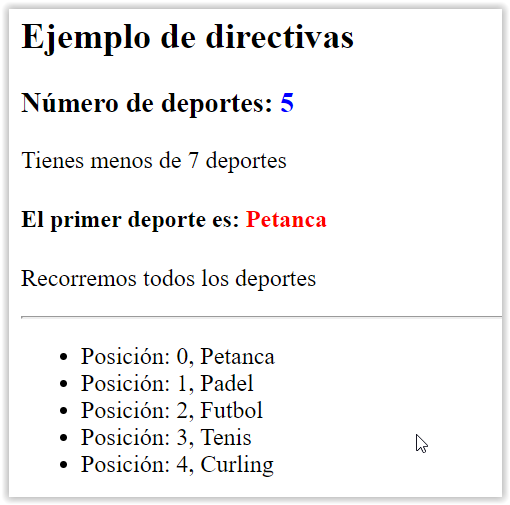 Ejemplo de directivas
Número de deportes: 5
Tienes menos de 7 deportes
El primer deporte es: Petanca
Recorremos todos los deportes
• Posición: 0, Petanca
• Posición: 1, Padel
• Posición: 2, Futbol
• Posición: 3, Tenis
• Posición: 4, Curling